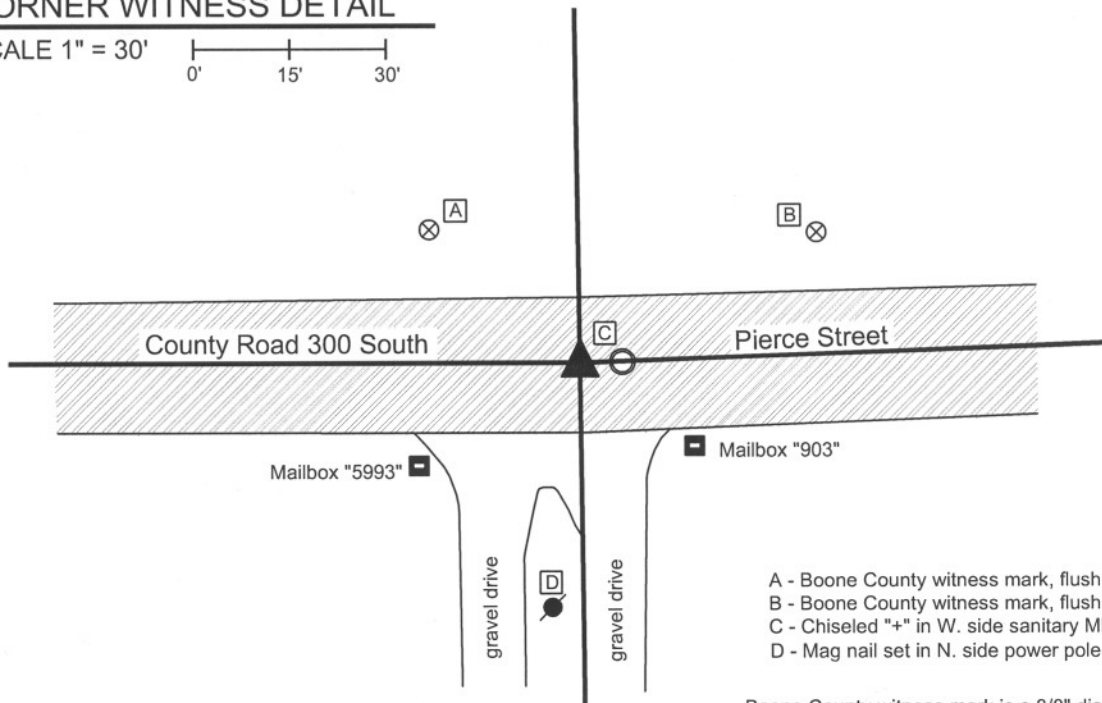 ORNER WITNESS DETAIL
CALE 1" = 30'
0' 15' 30'
A
B
C
County Road 300 South
Pierce Street
Mailbox "5993"
Mailbox "903"
D
gravel drive
gravel drive
A - Boone County witness mark, flush
B - Boone County witness mark, flush
C - Chiseled "+" in W. side sanitary M
D - Mag nail set in N. side power pole